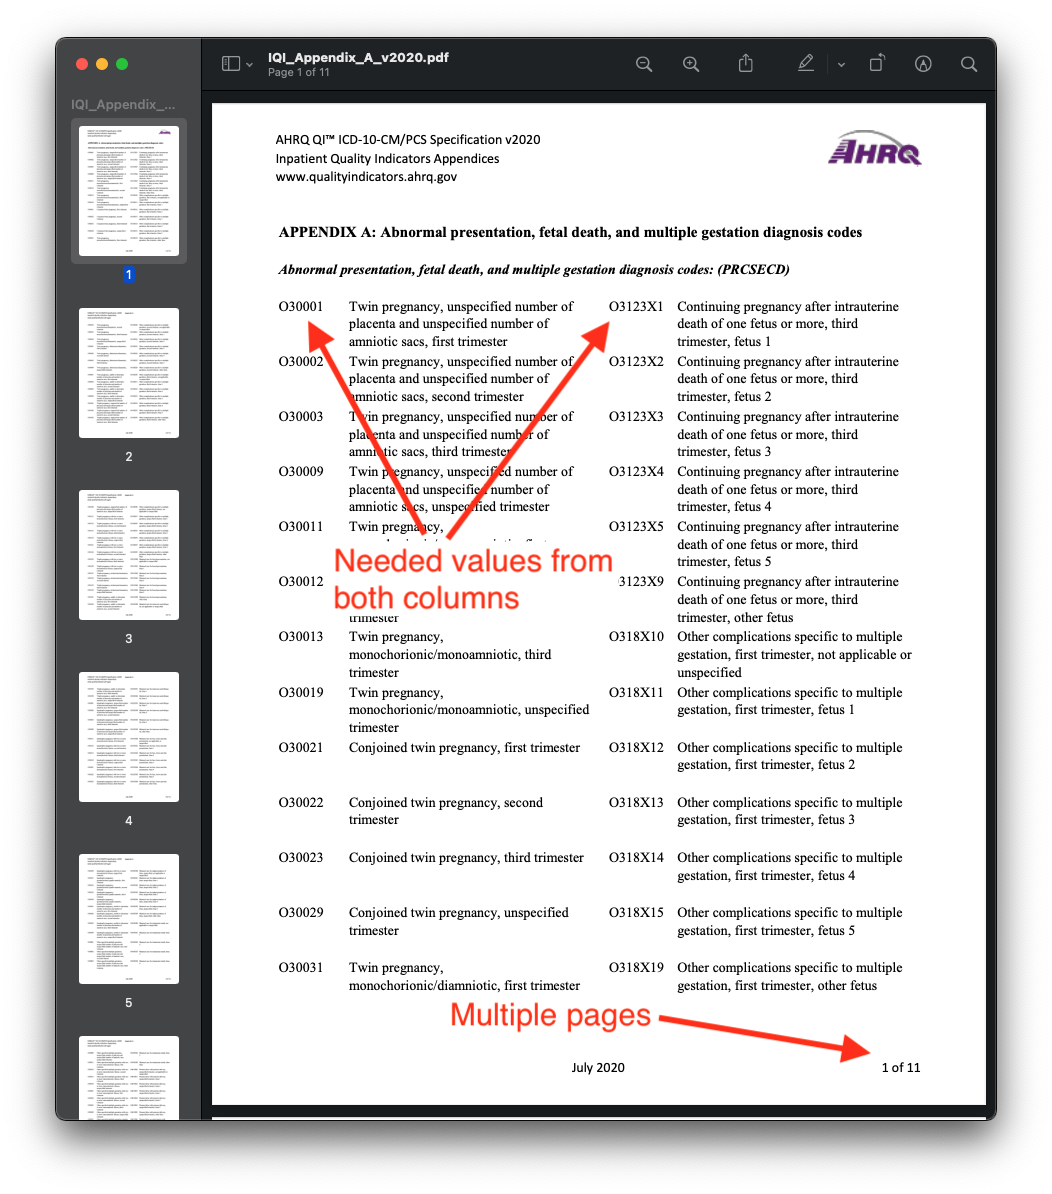 IQI_Appendix_A_v2020.pdf
Page 1 of 11
IQI_Appendix_...
1
2
3
4
5
AHRQ QI™ ICD-10-CM/PCS Specification v2020
Inpatient Quality Indicators Appendices
www.qualityindicators.ahrq.gov
AHRQ
APPENDIX A: Abnormal presentation, fetal death, and multiple gestation diagnosis codes
Abnormal presentation, fetal death, and multiple gestation diagnosis codes: (PRCSECD)
O30001 Twin pregnancy, unspecified number of
placenta and unspecified number of
amniotic sacs, first trimester
O3123X1 Continuing pregnancy after intrauterine
death of one fetus or more, third
trimester, fetus 1
O30002 Twin pregnancy, unspecified number of
placenta and unspecified number of
amniotic sacs, second trimester
O3123X2 Continuing pregnancy after intrauterine
death of one fetus or more, third
trimester, fetus 2
O30003 Twin pregnancy, unspecified number of
placenta and unspecified number of
amniotic sacs, third trimester
O3123X3 Continuing pregnancy after intrauterine
death of one fetus or more, third
trimester, fetus 3
O30009 Twin pregnancy, unspecified number of
placenta and unspecified number of
amniotic sacs, unspecified trimester
O3123X4 Continuing pregnancy after intrauterine
death of one fetus or more, third
trimester, fetus 4
O30011 Twin pregnancy,
O3123X5 Continuing pregnancy after intrauterine
death of one fetus or more, third
trimester, fetus 5
Needed values from
both columns
O30012
trimester
3123X9 Continuing pregnancy after intrauterine
death of one fetus or more, third
trimester, other fetus
O30013 Twin pregnancy,
monochorionic/monoamniotic, third
trimester
O318X10 Other complications specific to multiple
gestation, first trimester, not applicable or
unspecified
O30019 Twin pregnancy,
monochorionic/monoamniotic, unspecified
trimester
O318X11 Other complications specific to multiple
gestation, first trimester, fetus 1
O30021 Conjoined twin pregnancy, first trimester
O318X12 Other complications specific to multiple
gestation, first trimester, fetus 2
O30022 Conjoined twin pregnancy, second
trimester
O318X13 Other complications specific to multiple
gestation, first trimester, fetus 3
O30023 Conjoined twin pregnancy, third trimester
O318X14 Other complications specific to multiple
gestation, first trimester, fetus 4
O30029 Conjoined twin pregnancy, unspecified
trimester
O318X15 Other complications specific to multiple
gestation, first trimester, fetus 5
O30031 Twin pregnancy,
monochorionic/diamniotic, first trimester
O318X19 Other complications specific to multiple
gestation, first trimester, other fetus
Multiple pages
July 2020
1 of 11